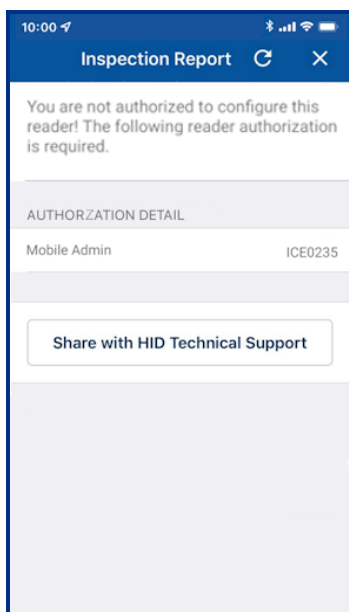 10:00
Inspection Report
You are not authorized to configure this
reader! The following reader authorization
is required.
AUTHORZATION DETAIL
Mobile Admin ICE0235
Share with HID Technical Support